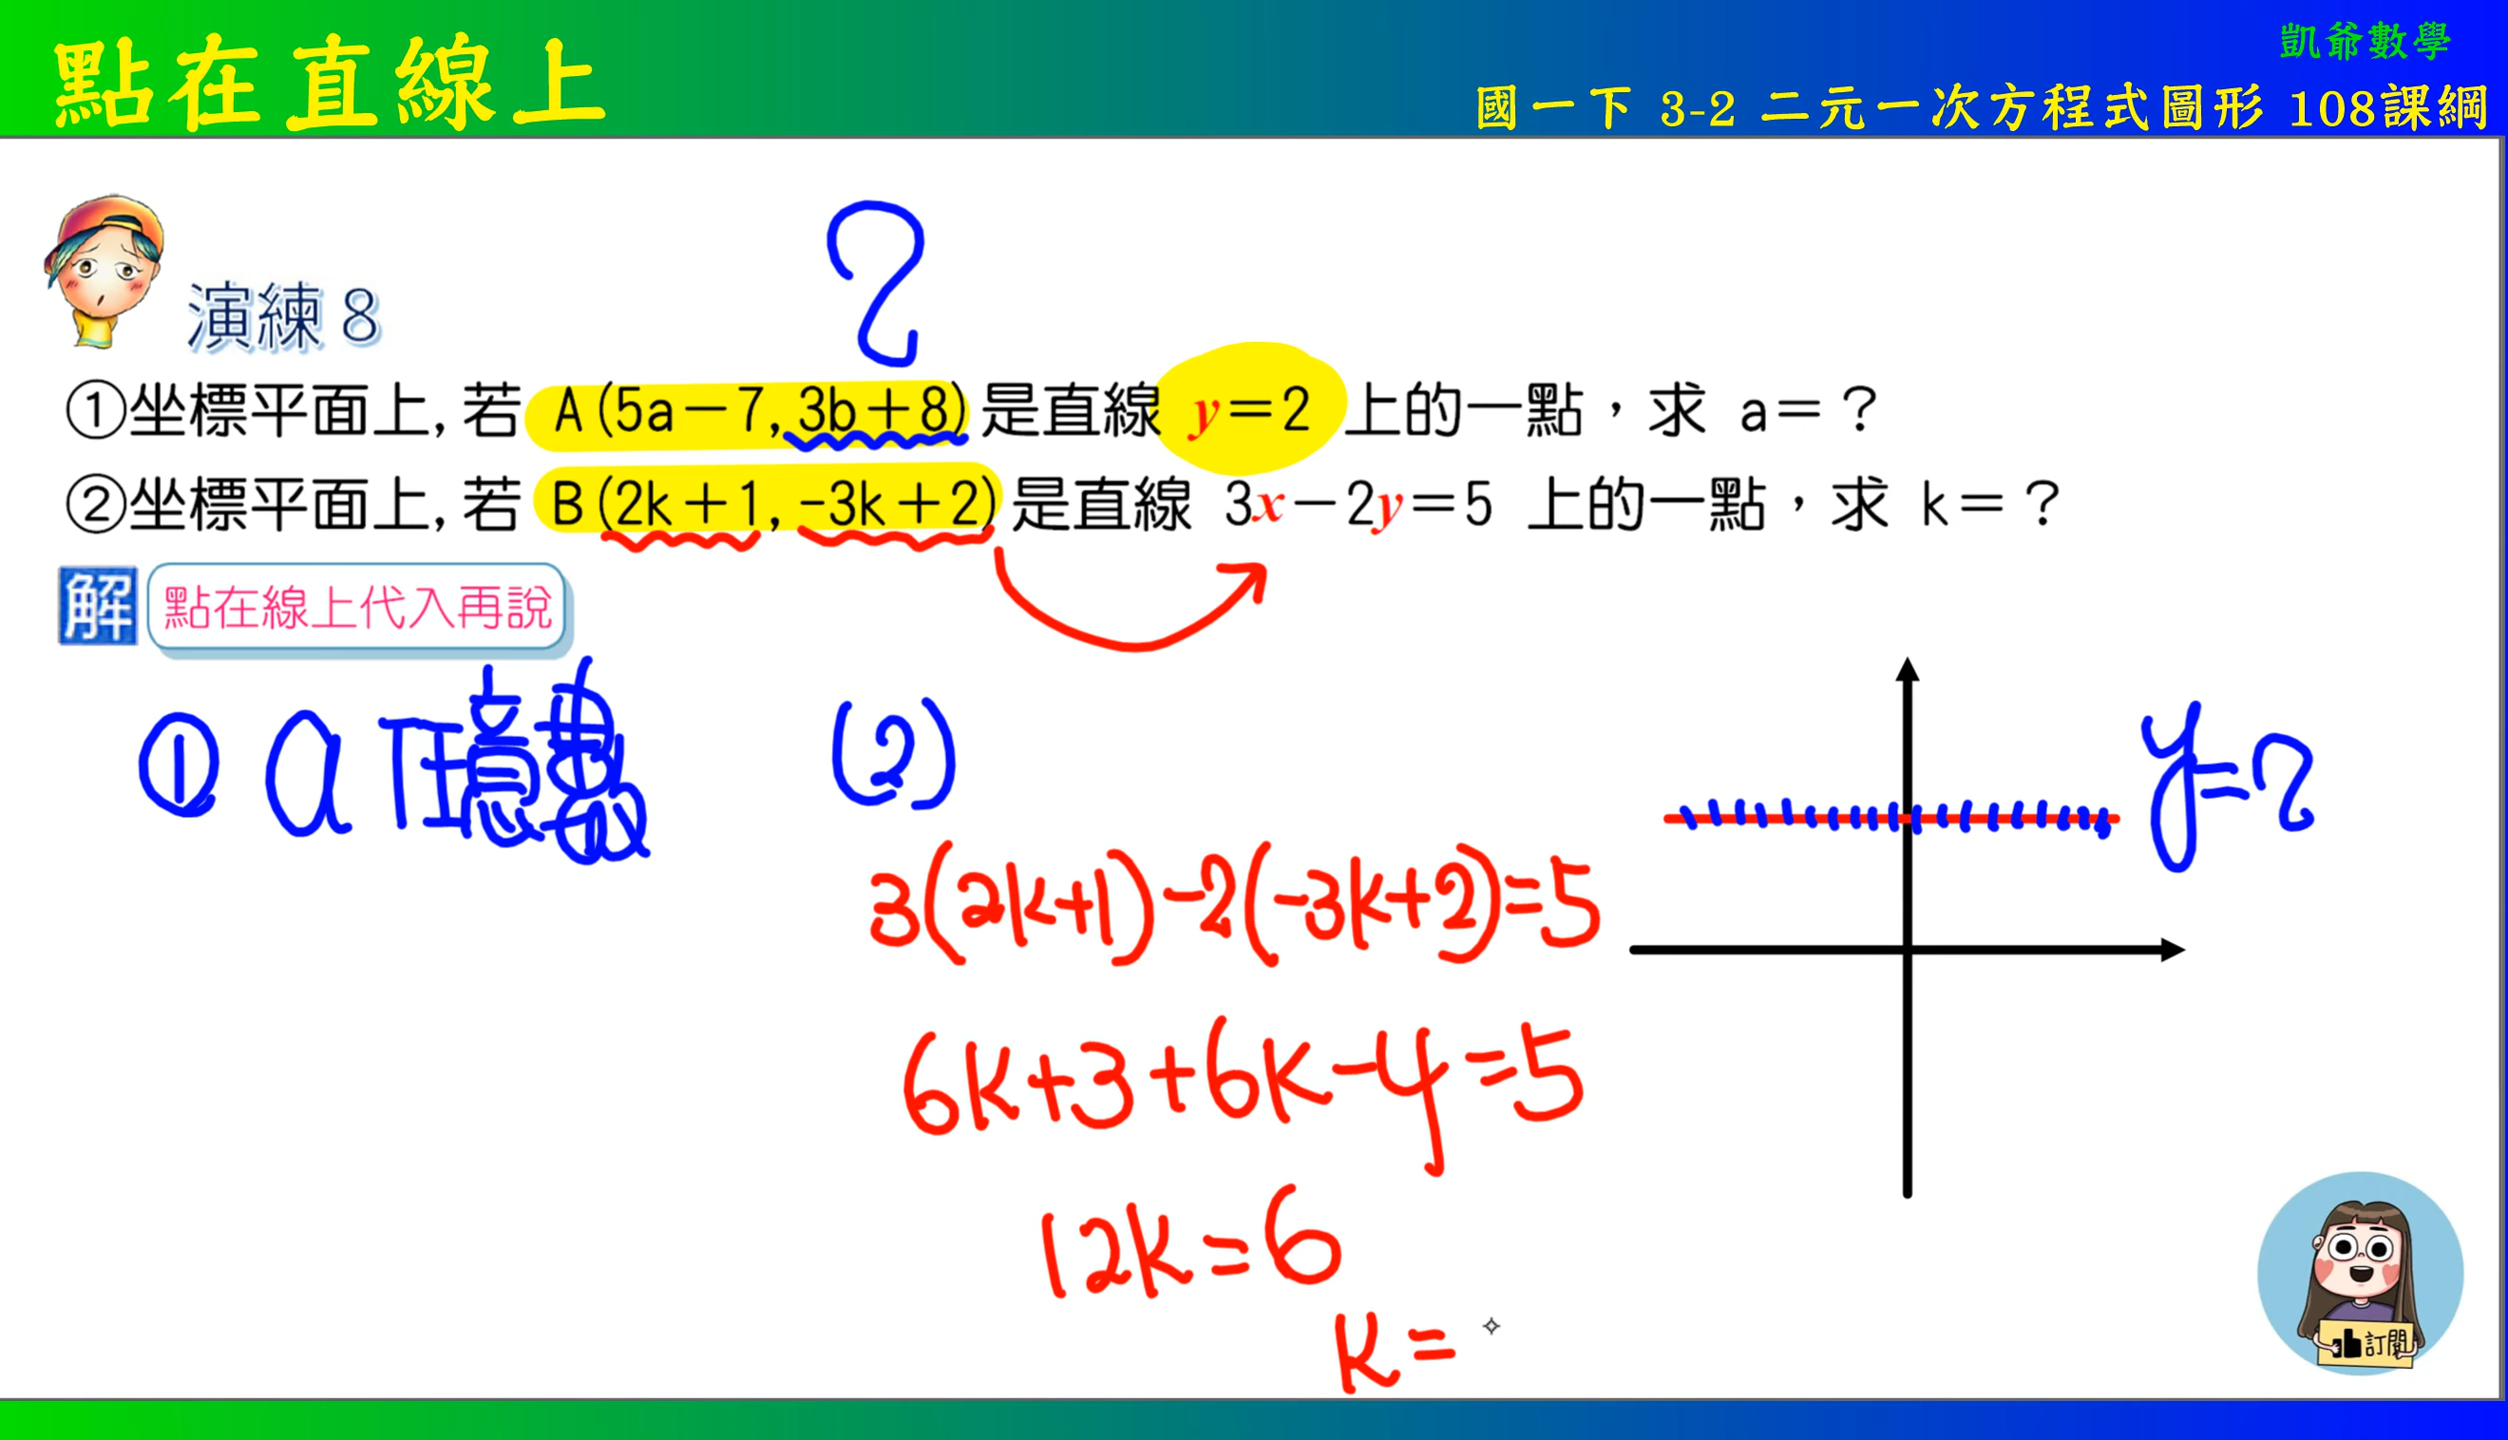 點在直線上
凱爺數學
國一下 3-2 二元一次方程式圖形 108課綱
演練 8
2
①坐標平面上, 若 A(5a－7, 3b＋8) 是直線 y＝2 上的一點，求 a＝？
②坐標平面上, 若 B(2k＋1, -3k＋2) 是直線 3x－2y＝5 上的一點，求 k＝？
解 點在線上代入再說
① a 任意數
(2)
y=2
3(2k+1)-2(-3k+2)=5
6k+3+6k-4=5
12k=6
k=
訂閱